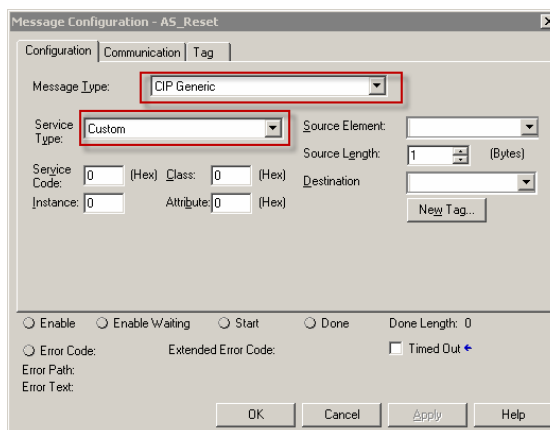 Message Configuration - AS_Reset
Configuration Communication Tag
Message Type: CIP Generic
Service Type: Custom
Source Element:
Source Length: 1 (Bytes)
Service Code: 0 (Hex) Class: 0 (Hex)
Destination
Instance: 0 Attribute: 0 (Hex)
New Tag...
Enable Enable Waiting Start Done Done Length: 0
Error Code: Extended Error Code: Timed Out
Error Path:
Error Text:
OK Cancel Apply Help